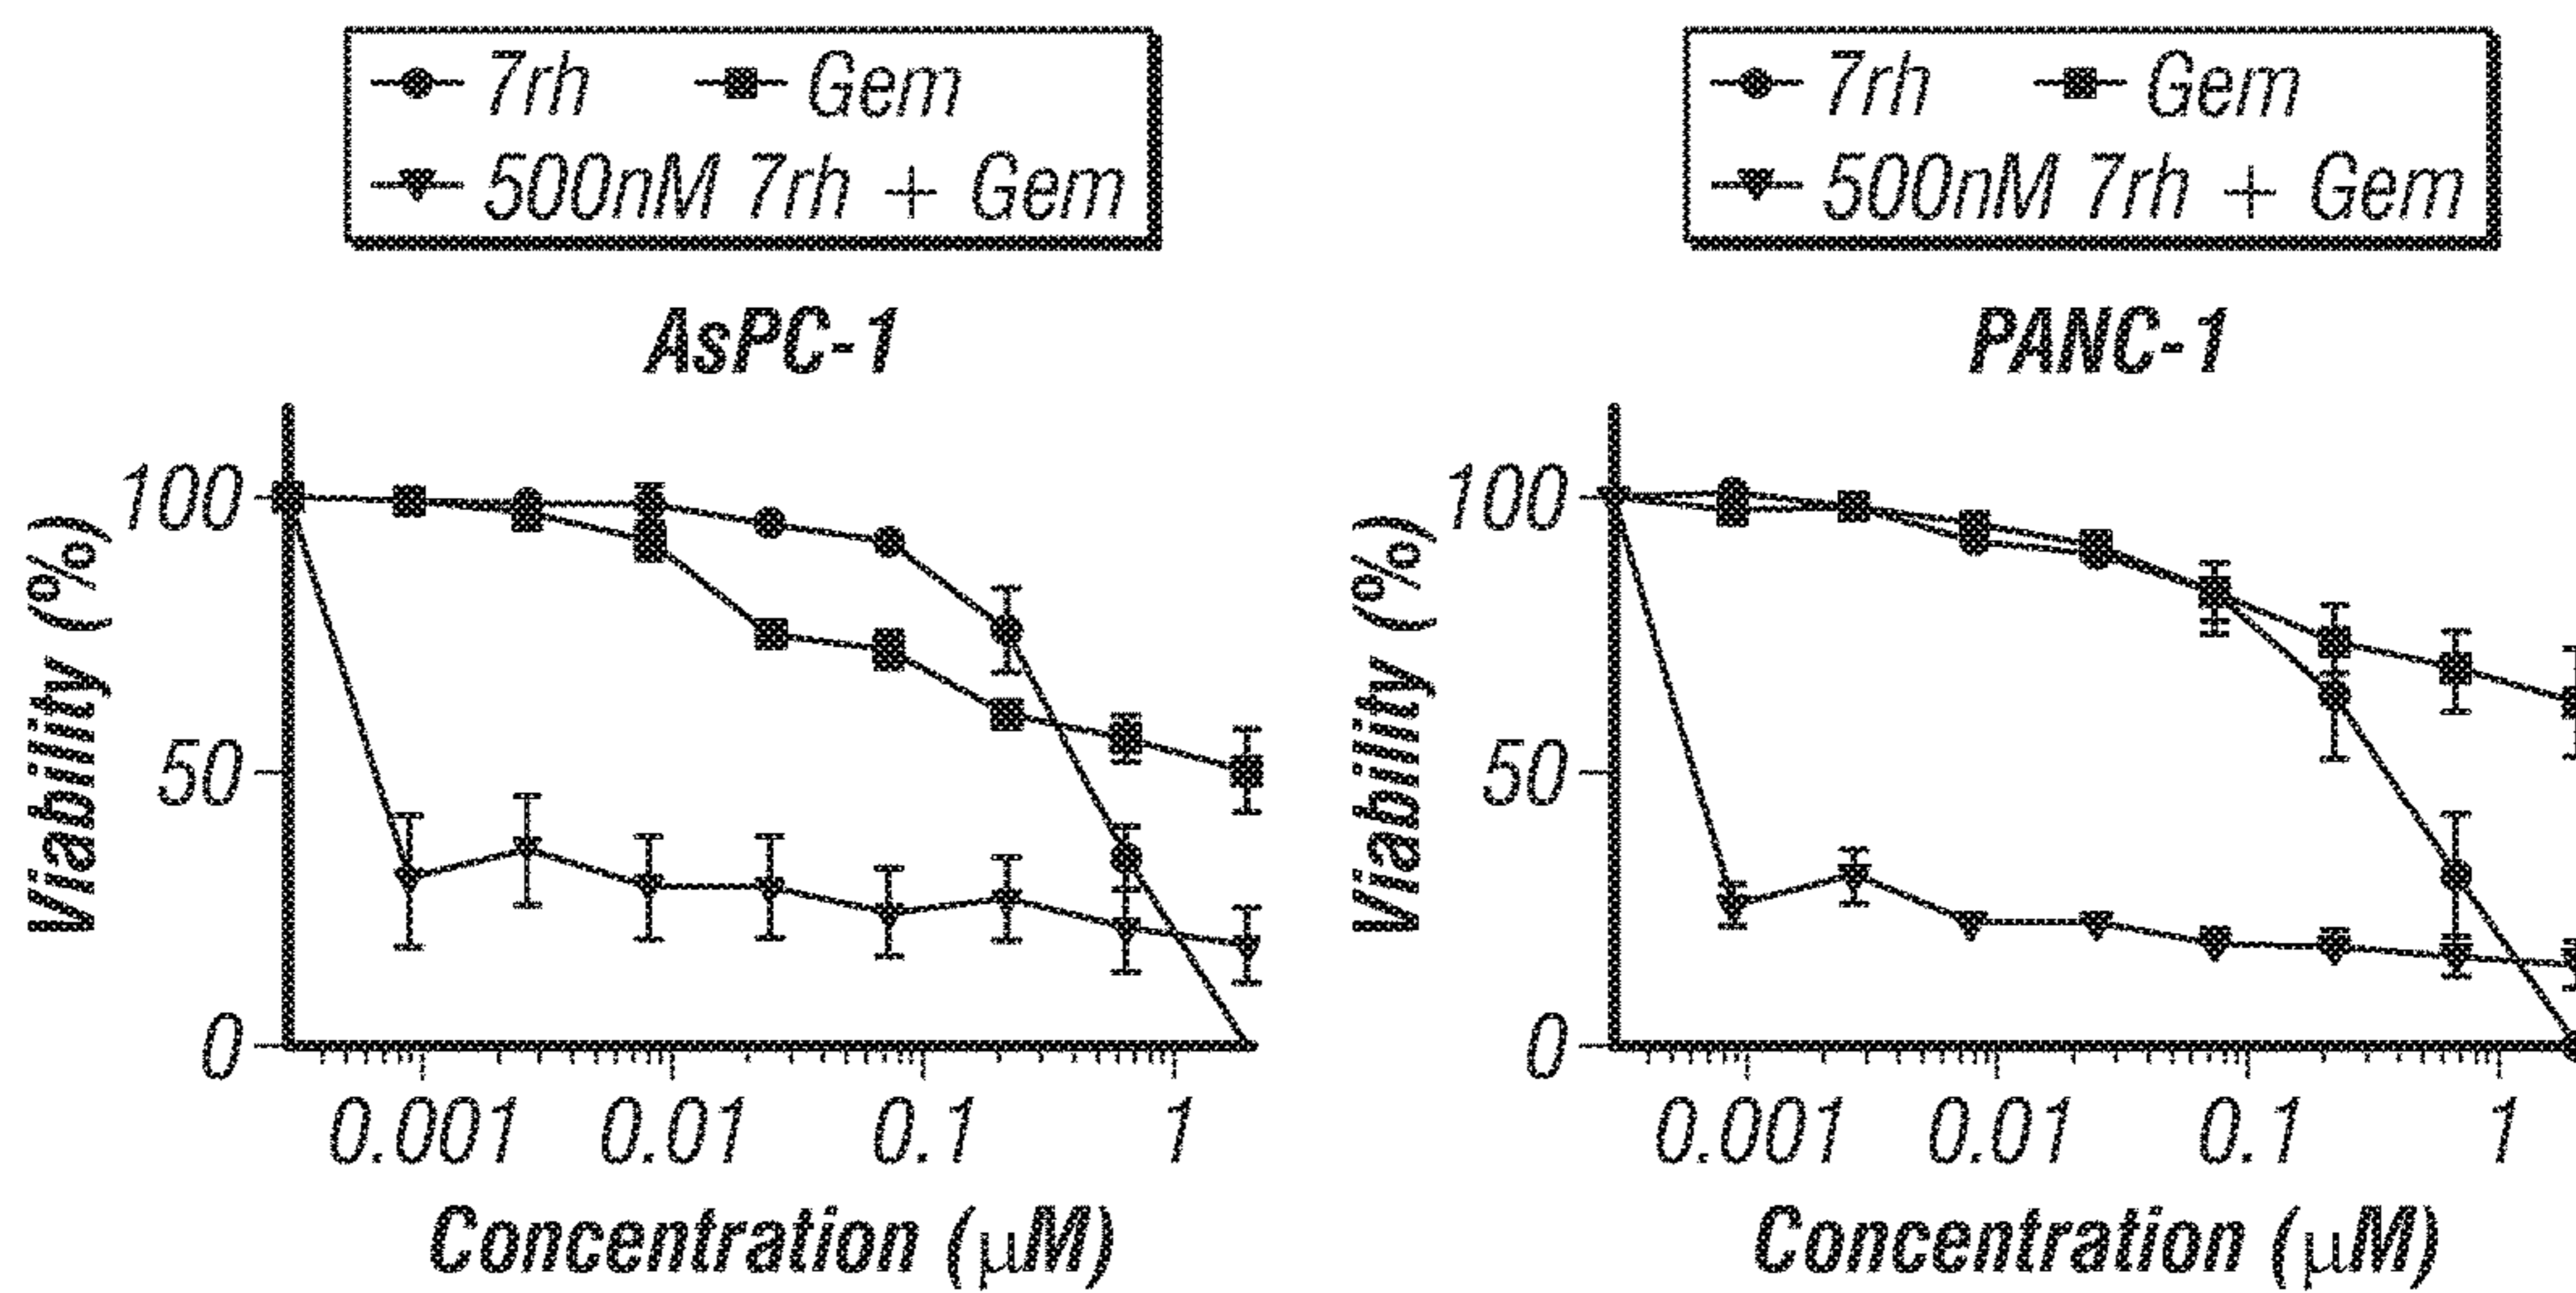 7rh Gem
500nM 7rh + Gem
AsPC-1
Viability (%)
100
50
0
0.001 0.01 0.1 1
Concentration (μM)
7rh Gem
500nM 7rh + Gem
PANC-1
Viability (%)
100
50
0
0.001 0.01 0.1 1
Concentration (μM)